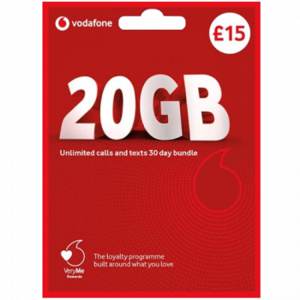 vodafone
£15
20GB
Unlimited calls and texts 30 day bundle
VeryMe
Rewards
The loyalty programme
built around what you love